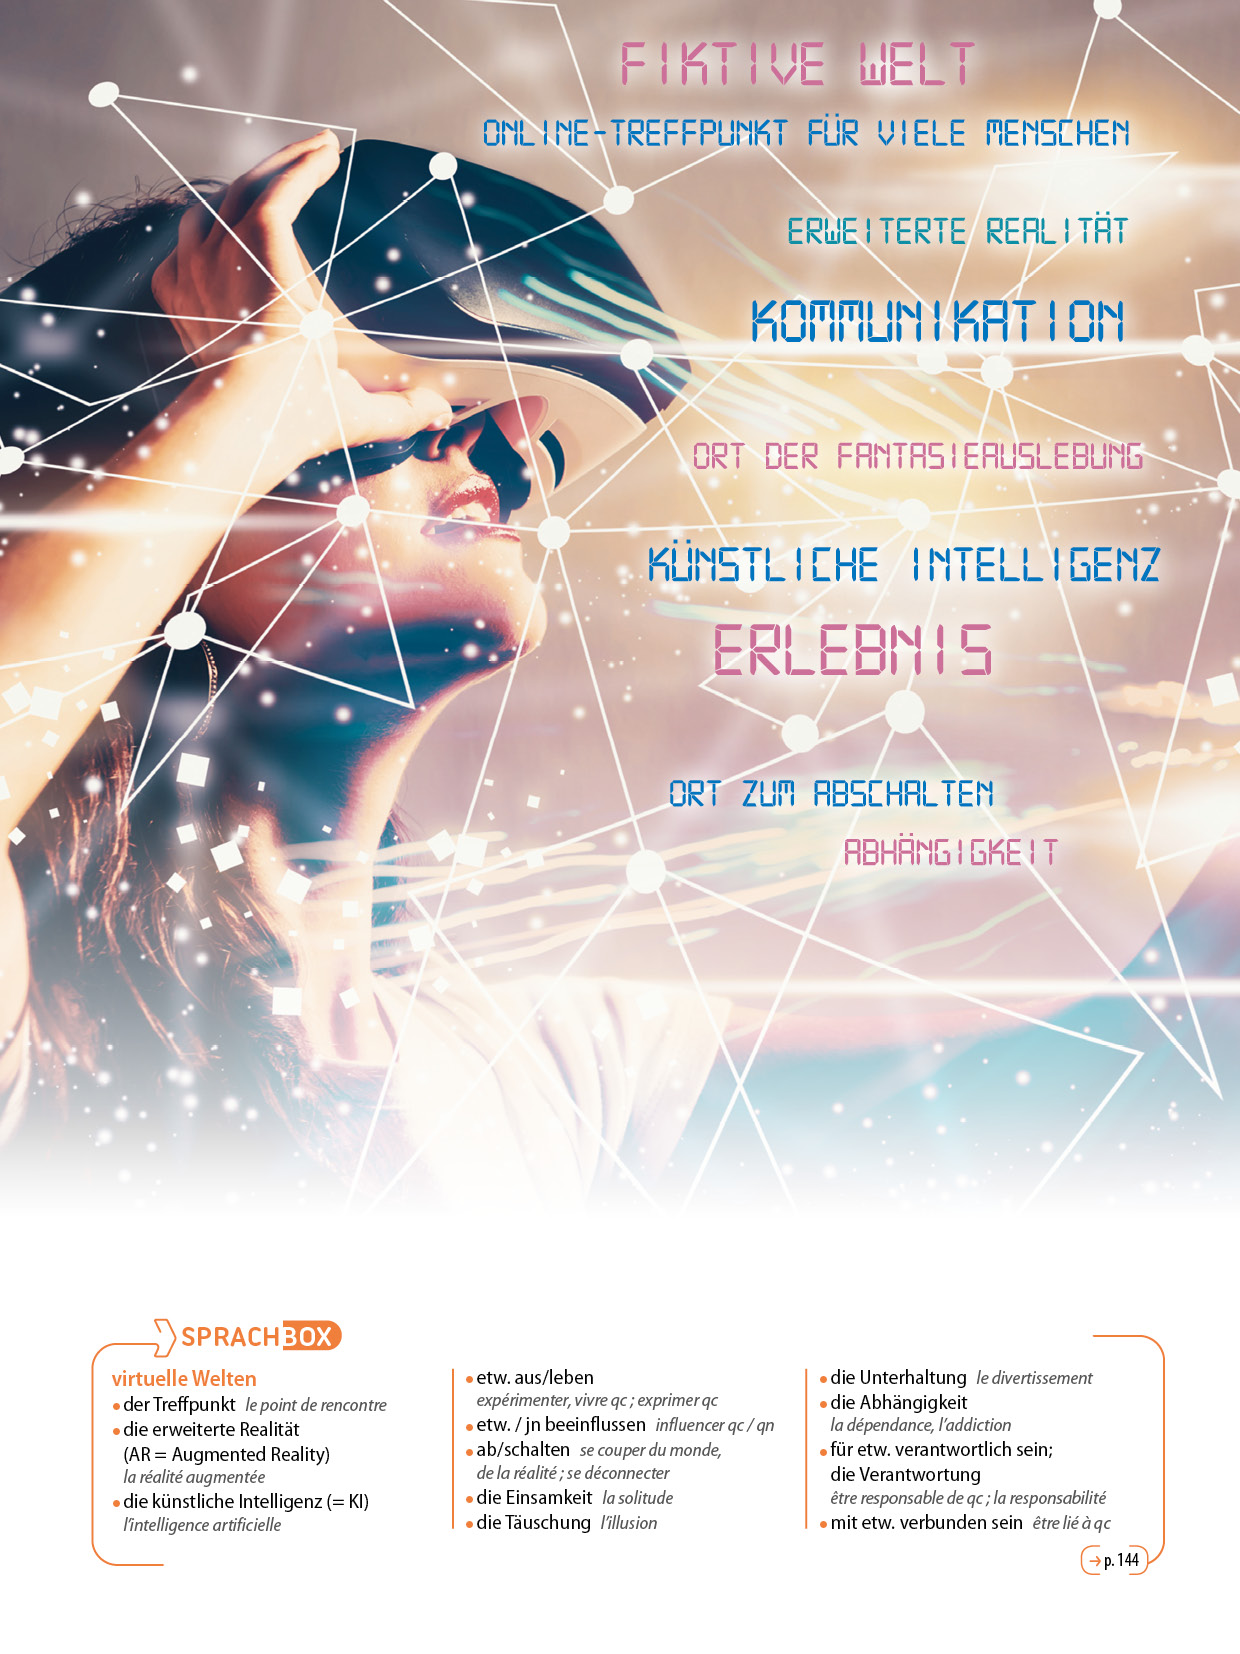 FIKTIVE WELT
ONLINE-TREFFPUNKT FÜR VIELE MENSCHEN
ERWEITERTE REALITÄT
KOMMUNIKATION
ORT DER FANTASIEAUSLEBUNG
KÜNSTLICHE INTELLIGENZ
ERLEBNIS
ORT ZUM ABSCHALTEN
ABHÄNGIGKEIT
SPRACHBOX
virtuelle Welten
• der Treffpunkt le point de rencontre
• die erweiterte Realität
(AR = Augmented Reality)
la réalité augmentée
• die künstliche Intelligenz (= KI)
l'intelligence artificielle
• etw. aus/leben
expérimenter, vivre qc ; exprimer qc
• etw. / jn beeinflussen influencer qc / qn
• ab/schalten se couper du monde,
de la réalité ; se déconnecter
• die Einsamkeit la solitude
• die Täuschung l'illusion
• die Unterhaltung le divertissement
• die Abhängigkeit
la dépendance, l'addiction
• für etw. verantwortlich sein;
die Verantwortung
être responsable de qc ; la responsabilité
• mit etw. verbunden sein être lié à qc
→ p. 144